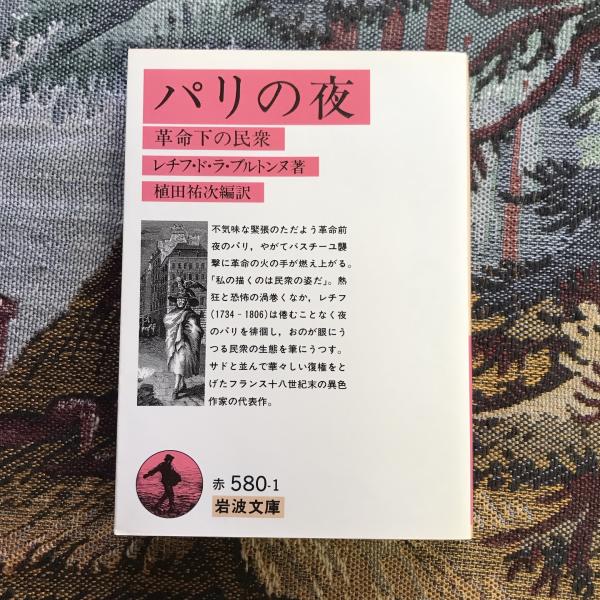 パリの夜
革命下の民衆
レチフ・ド・ラ・ブルトンヌ著
植田祐次編訳
不気味な緊張のただよう革命前
夜のパリ，やがてバスチーユ襲
撃に革命の火の手が燃え上がる。
「私の描くのは民衆の姿だ」。熱
狂と恐怖の渦巻くなか，レチフ
(1734‐1806)は倦むことなく夜
のパリを徘徊し，おのが眼にう
つる民衆の生態を筆にうつす。
サドと並んで華々しい復権をと
げたフランス十八世紀末の異色
作家の代表作。
赤 580-1
岩波文庫